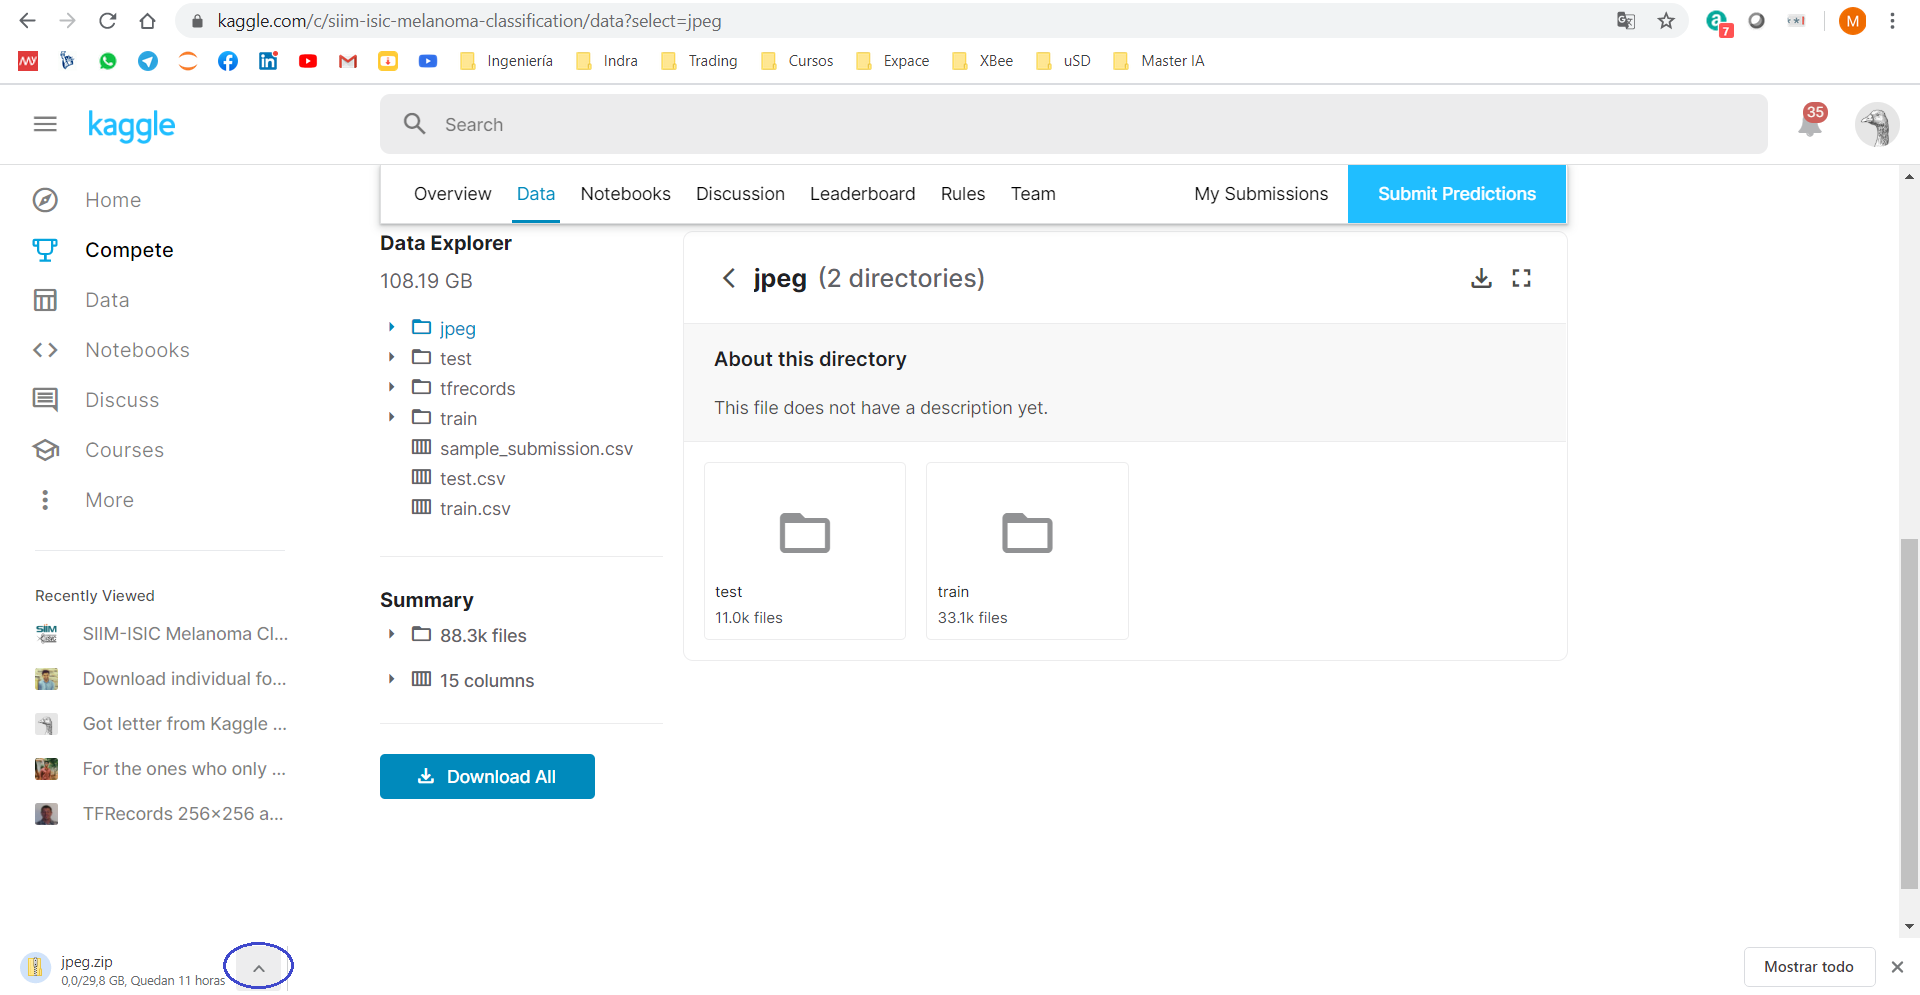 kaggle.com/c/siim-isic-melanoma-classification/data?select=jpeg
7
M
Ingeniería
Indra
Trading
Cursos
Expace
XBee
uSD
Master IA
kaggle
Search
35
Home
Compete
Data
Notebooks
Discuss
Courses
More
Recently Viewed
SIIM-ISIC Melanoma Cl...
Download individual fo...
Got letter from Kaggle ...
For the ones who only ...
TFRecords 256x256 a...
Overview
Data
Notebooks
Discussion
Leaderboard
Rules
Team
My Submissions
Submit Predictions
Data Explorer
108.19 GB
jpeg
test
tfrecords
train
sample_submission.csv
test.csv
train.csv
Summary
88.3k files
15 columns
Download All
jpeg (2 directories)
About this directory
This file does not have a description yet.
test
11.0k files
train
33.1k files
jpeg.zip
0,0/29,8 GB, Quedan 11 horas
Mostrar todo